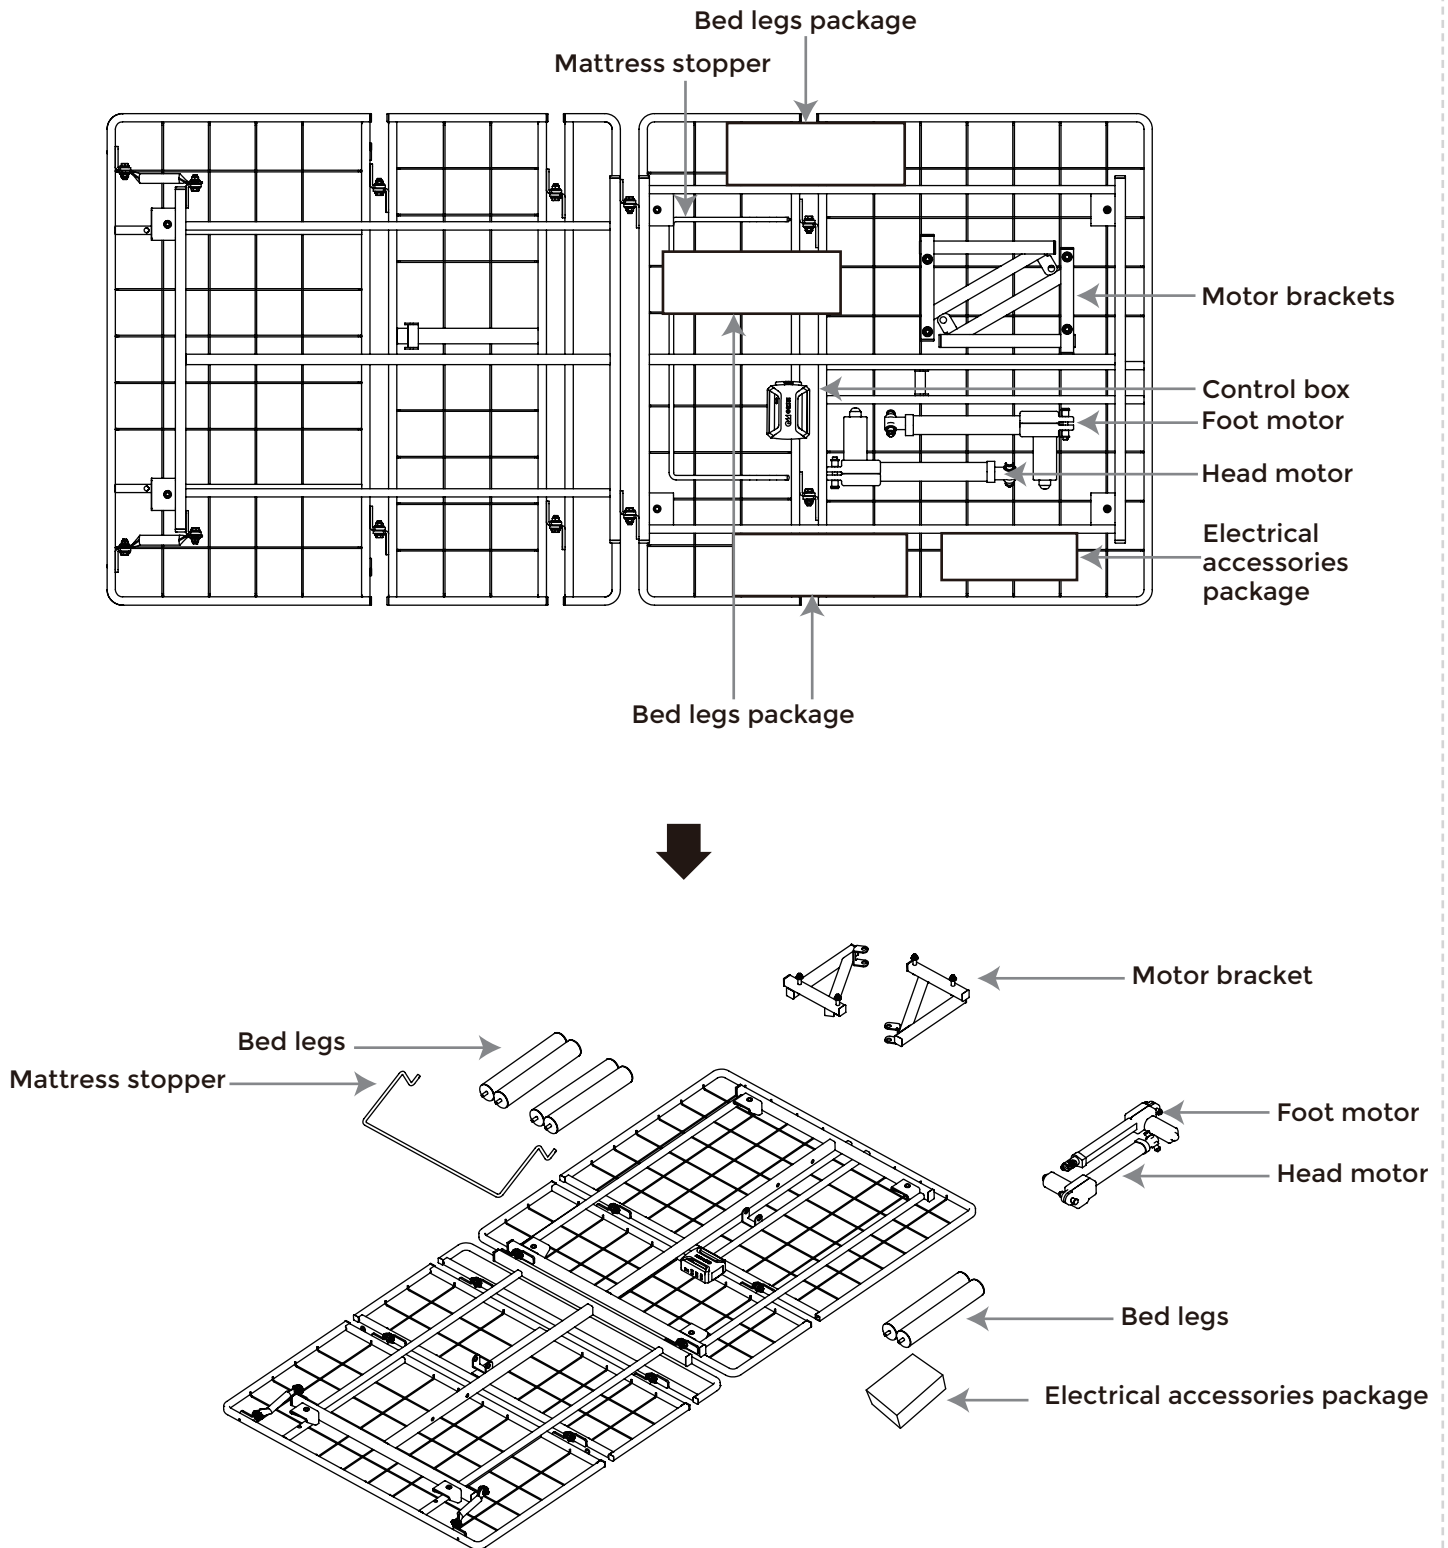 Bed legs package
Mattress stopper
Motor brackets
Control box
Foot motor
Head motor
Electrical
accessories
package
Bed legs package
Motor bracket
Bed legs
Mattress stopper
Foot motor
Head motor
Bed legs
Electrical accessories package